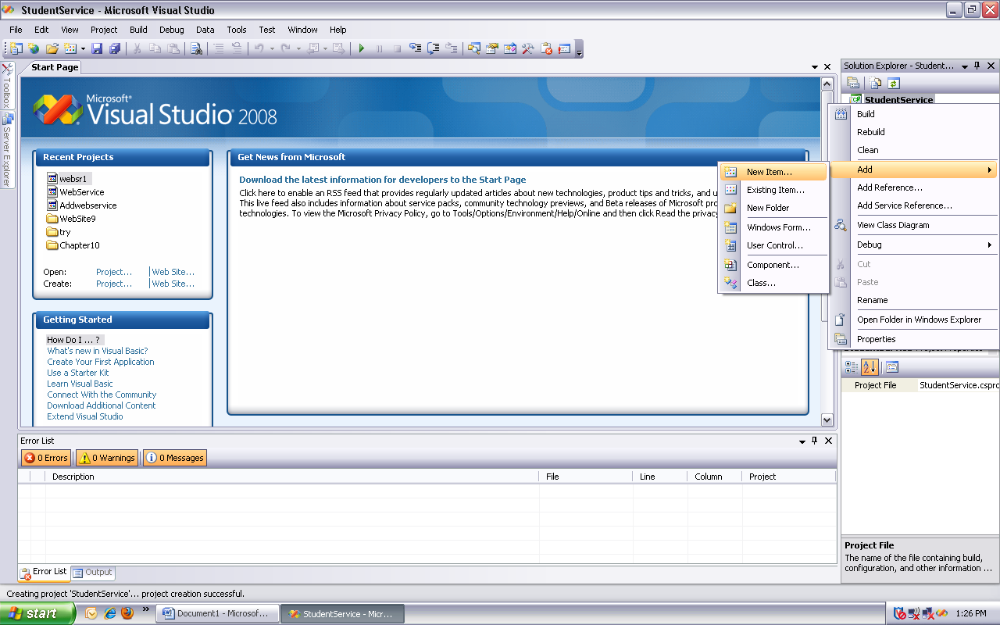 StudentService - Microsoft Visual Studio
File Edit View Project Build Debug Data Tools Test Window Help
Toolbox
Server Explorer
Start Page
Microsoft®
Visual Studio® 2008
Recent Projects
websr1
WebService
Addwebservice
WebSite9
try
Chapter10
Open: Project... Web Site...
Create: Project... Web Site...
Getting Started
How Do I ... ?
What's new in Visual Basic?
Create Your First Application
Use a Starter Kit
Learn Visual Basic
Connect With the Community
Download Additional Content
Extend Visual Studio
Get News from Microsoft
Download the latest information for developers to the Start Page
Click here to enable an RSS feed that provides regularly updated articles about new technologies, product tips and tricks, and u
This live feed also includes information about service packs, community technology previews, and Beta releases of Microsoft pro
technologies. To view the Microsoft Privacy Policy, go to Tools/Options/Environment/Help/Online and then click Read the privacy
New Item...
Existing Item...
New Folder
Windows Form...
User Control...
Component...
Class...
Solution Explorer - Student...
StudentService
Build
Rebuild
Clean
Add
Add Reference...
Add Service Reference...
View Class Diagram
Debug
Cut
Paste
Rename
Open Folder in Windows Explorer
Properties
Project File StudentService.cspro
Project File
The name of the file containing build,
configuration, and other information ...
Error List
0 Errors 0 Warnings 0 Messages
Description File Line Column Project
Error List Output
Creating project 'StudentService'... project creation successful.
start Document1 - Microsof... StudentService - Micr... 1:26 PM